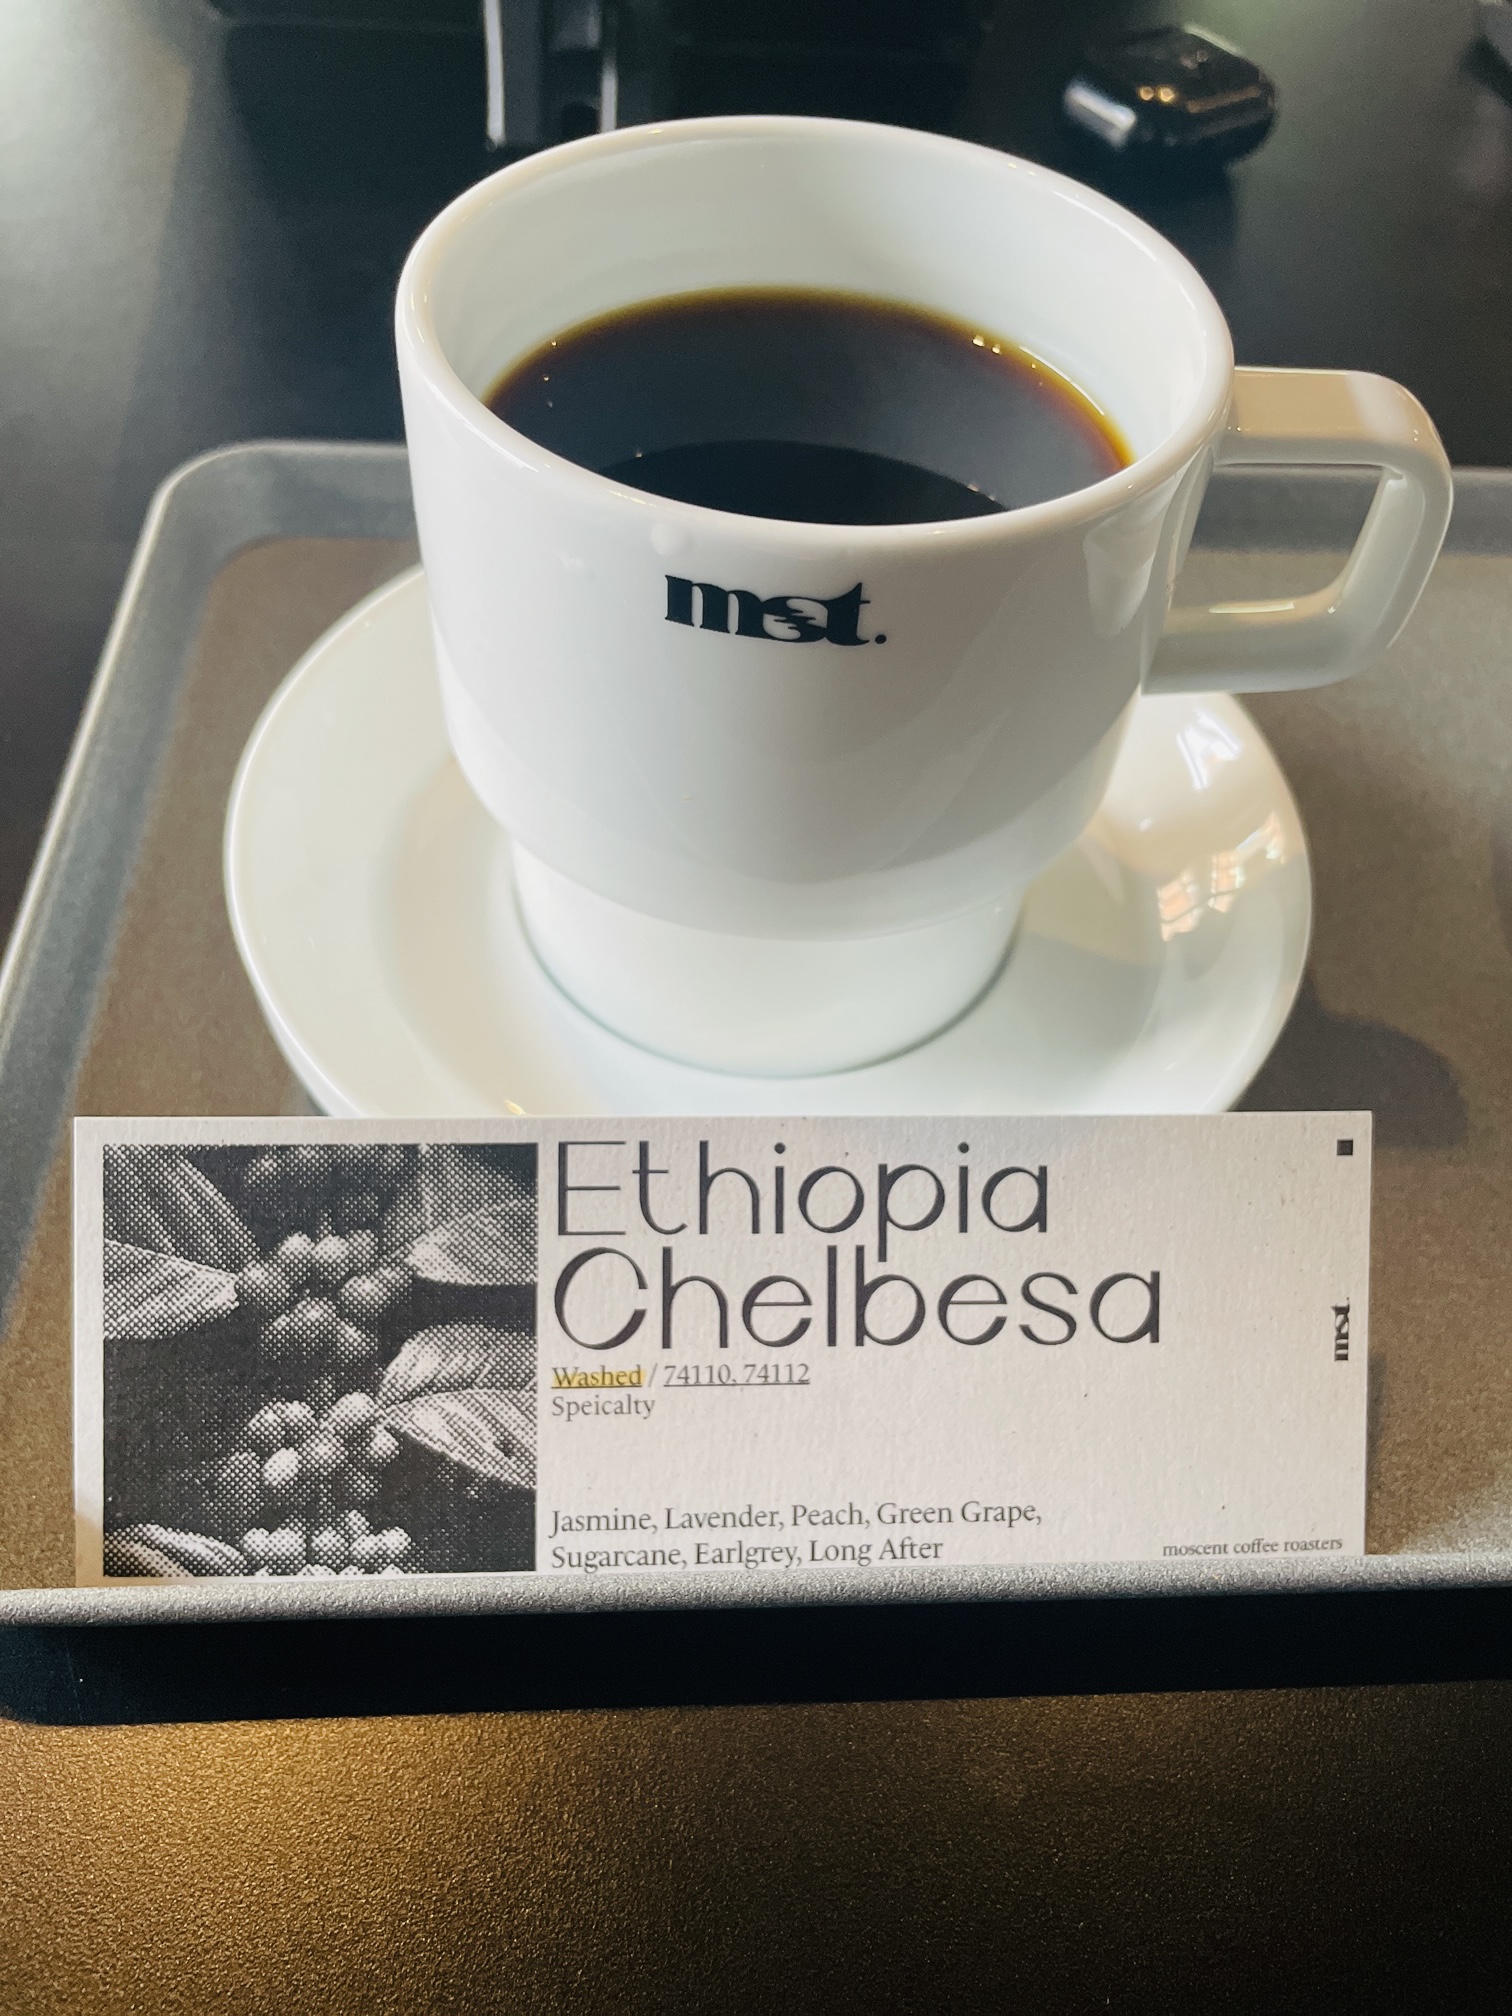 mst.
Ethiopia
Chelbesa
Washed / 74110, 74112
Speicalty
Jasmine, Lavender, Peach, Green Grape,
Sugarcane, Earlgrey, Long After
mst.
moscent coffee roasters